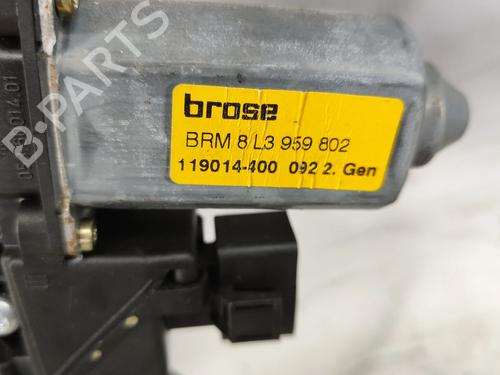 B-PARTS
brose
BRM 8 L3 959 802
119014-400 092 2. Gen